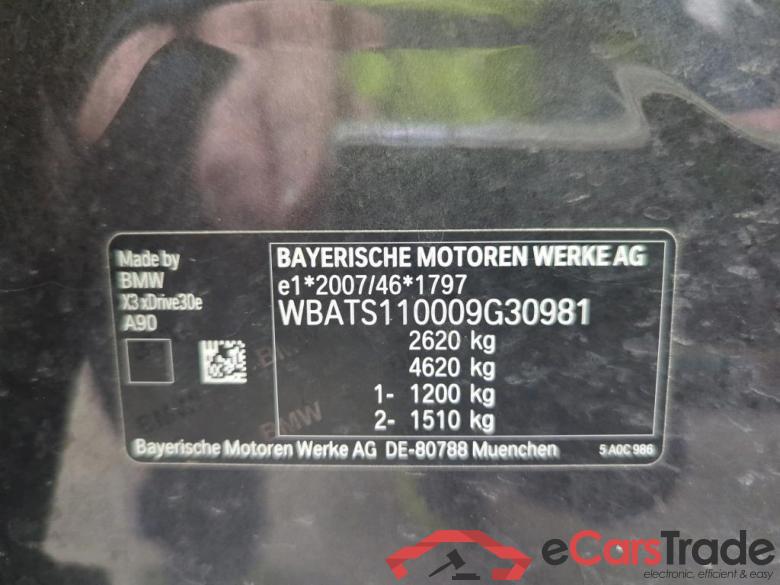 Made by
BMW
X3 xDrive30e
A90
BAYERISCHE MOTOREN WERKE AG
e1*2007/46*1797
WBATS110009G30981
2620 kg
4620 kg
1- 1200 kg
2- 1510 kg
BMW
Bayerische Motoren Werke AG DE-80788 Muenchen
5 A0C 986
eCarsTrade
electronic, efficient & easy